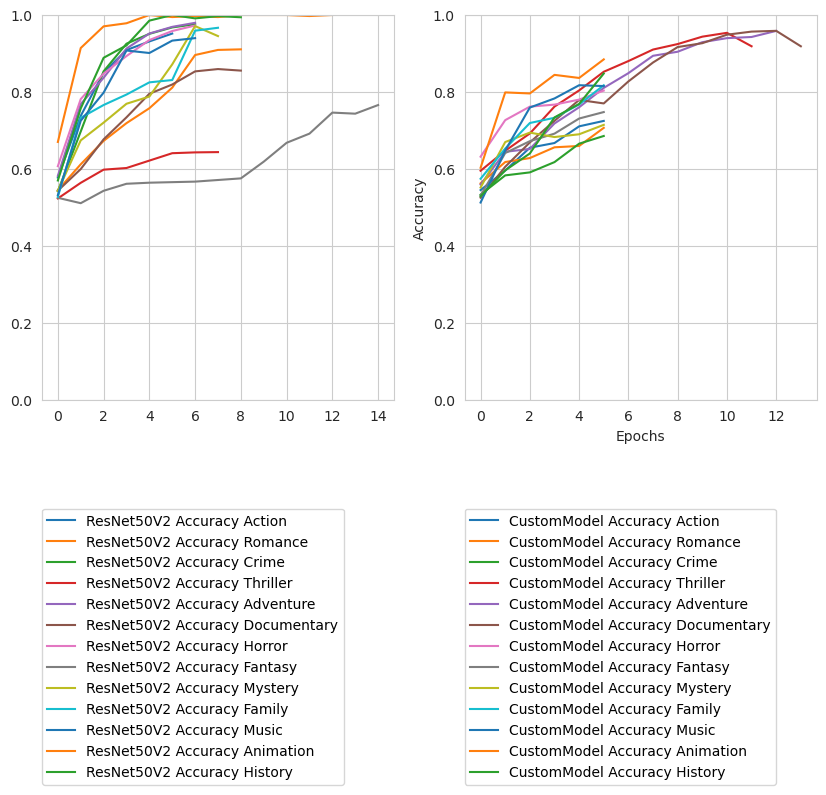 1.0
0.8
0.6
0.4
0.2
0.0
0 2 4 6 8 10 12 14
Accuracy
1.0
0.8
0.6
0.4
0.2
0.0
0 2 4 6 8 10 12
Epochs
ResNet50V2 Accuracy Action
ResNet50V2 Accuracy Romance
ResNet50V2 Accuracy Crime
ResNet50V2 Accuracy Thriller
ResNet50V2 Accuracy Adventure
ResNet50V2 Accuracy Documentary
ResNet50V2 Accuracy Horror
ResNet50V2 Accuracy Fantasy
ResNet50V2 Accuracy Mystery
ResNet50V2 Accuracy Family
ResNet50V2 Accuracy Music
ResNet50V2 Accuracy Animation
ResNet50V2 Accuracy History
CustomModel Accuracy Action
CustomModel Accuracy Romance
CustomModel Accuracy Crime
CustomModel Accuracy Thriller
CustomModel Accuracy Adventure
CustomModel Accuracy Documentary
CustomModel Accuracy Horror
CustomModel Accuracy Fantasy
CustomModel Accuracy Mystery
CustomModel Accuracy Family
CustomModel Accuracy Music
CustomModel Accuracy Animation
CustomModel Accuracy History